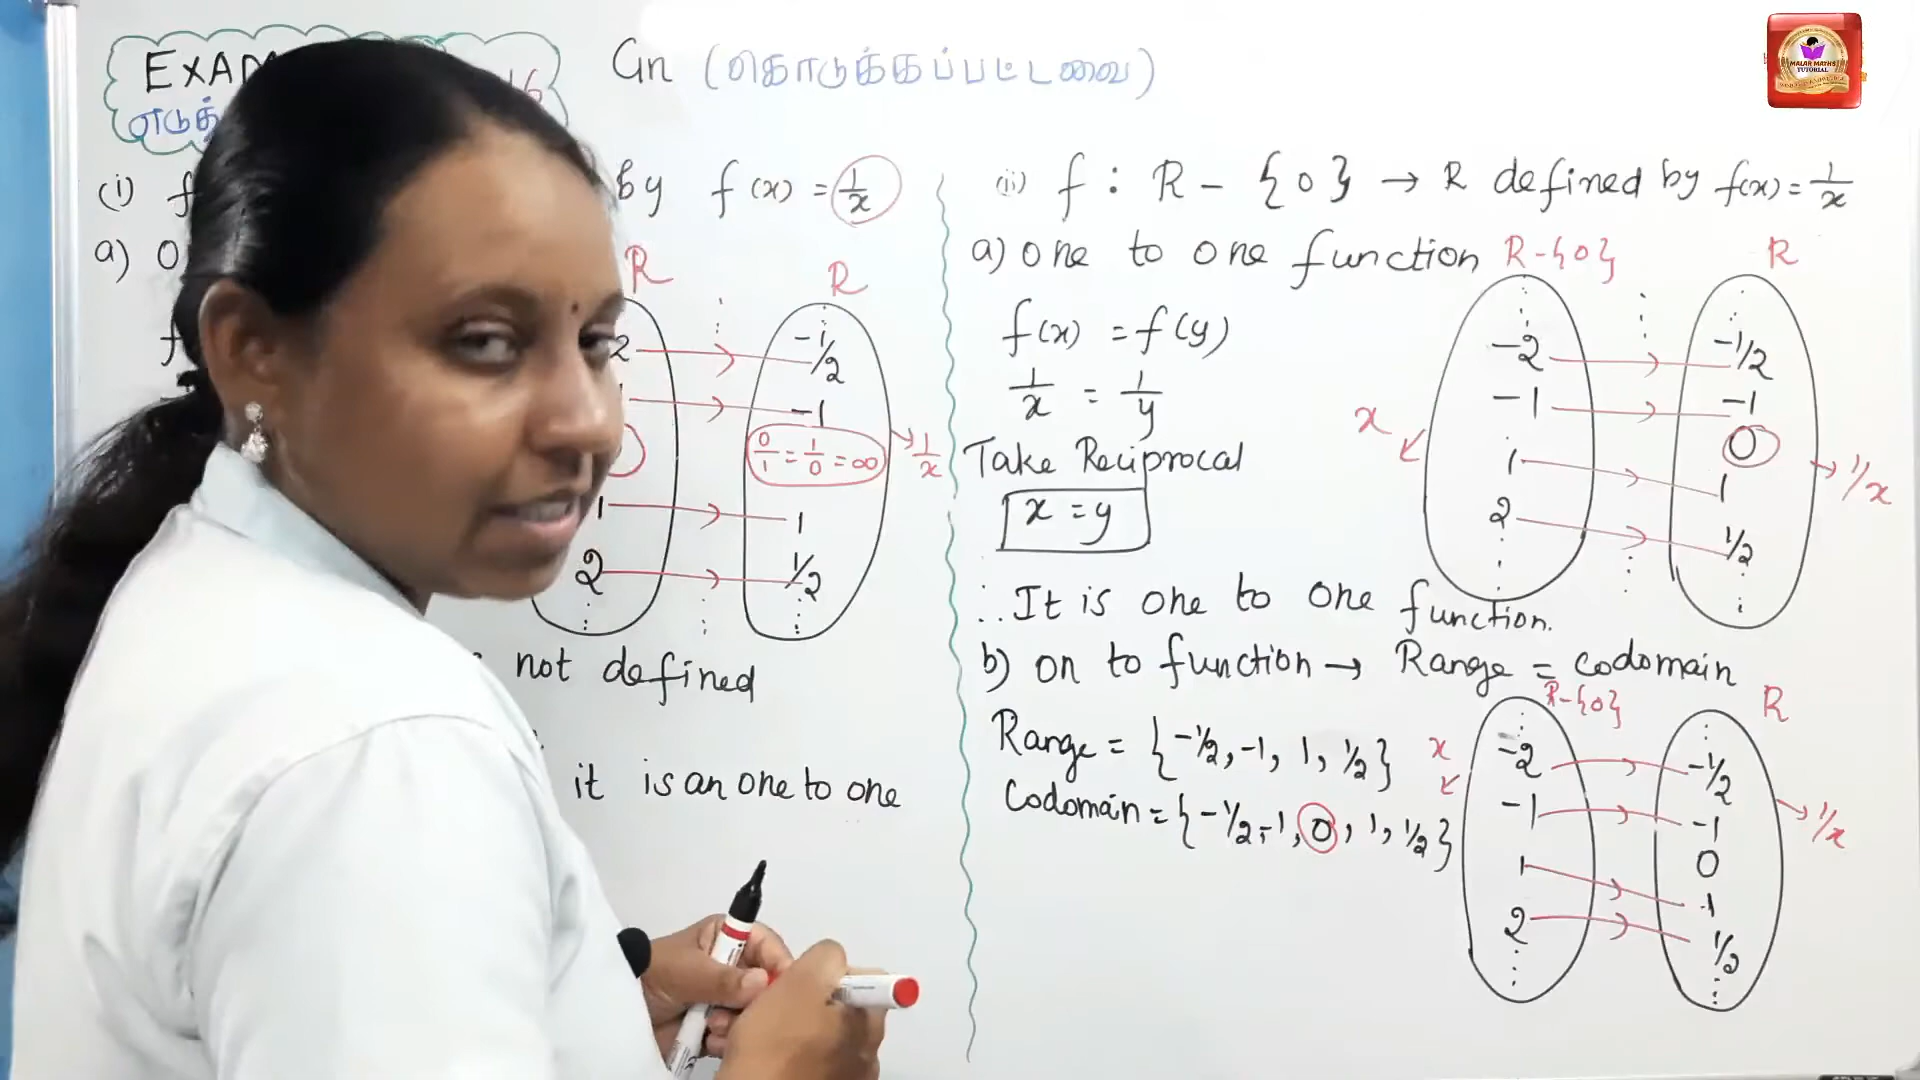 Gn (கொடுக்கப்பட்டவை)
(i) f by f(x) = 1/x
a) O
R R
-1/2
2
-1
0/1 = 1/0 = ∞ 1/x
1 1
2 1/2
not defined
it is an one to one
MALAR MATHS
TUTORIAL
(ii) f : R - {0} → R defined by f(x) = 1/x
a) one to one function R-{0} R
f(x) = f(y)
1/x = 1/y
Take Reciprocal
x = y
-2 -1/2
-1 -1
0
x 1/x
1 1
2 1/2
∴ It is one to one function.
b) on to function → Range = codomain
R-{0} R
Range = {-1/2, -1, 1, 1/2}
Codomain = {-1/2, -1, 0, 1, 1/2}
x
-2 -1/2
-1 -1 1/x
0
1 1
2 1/2